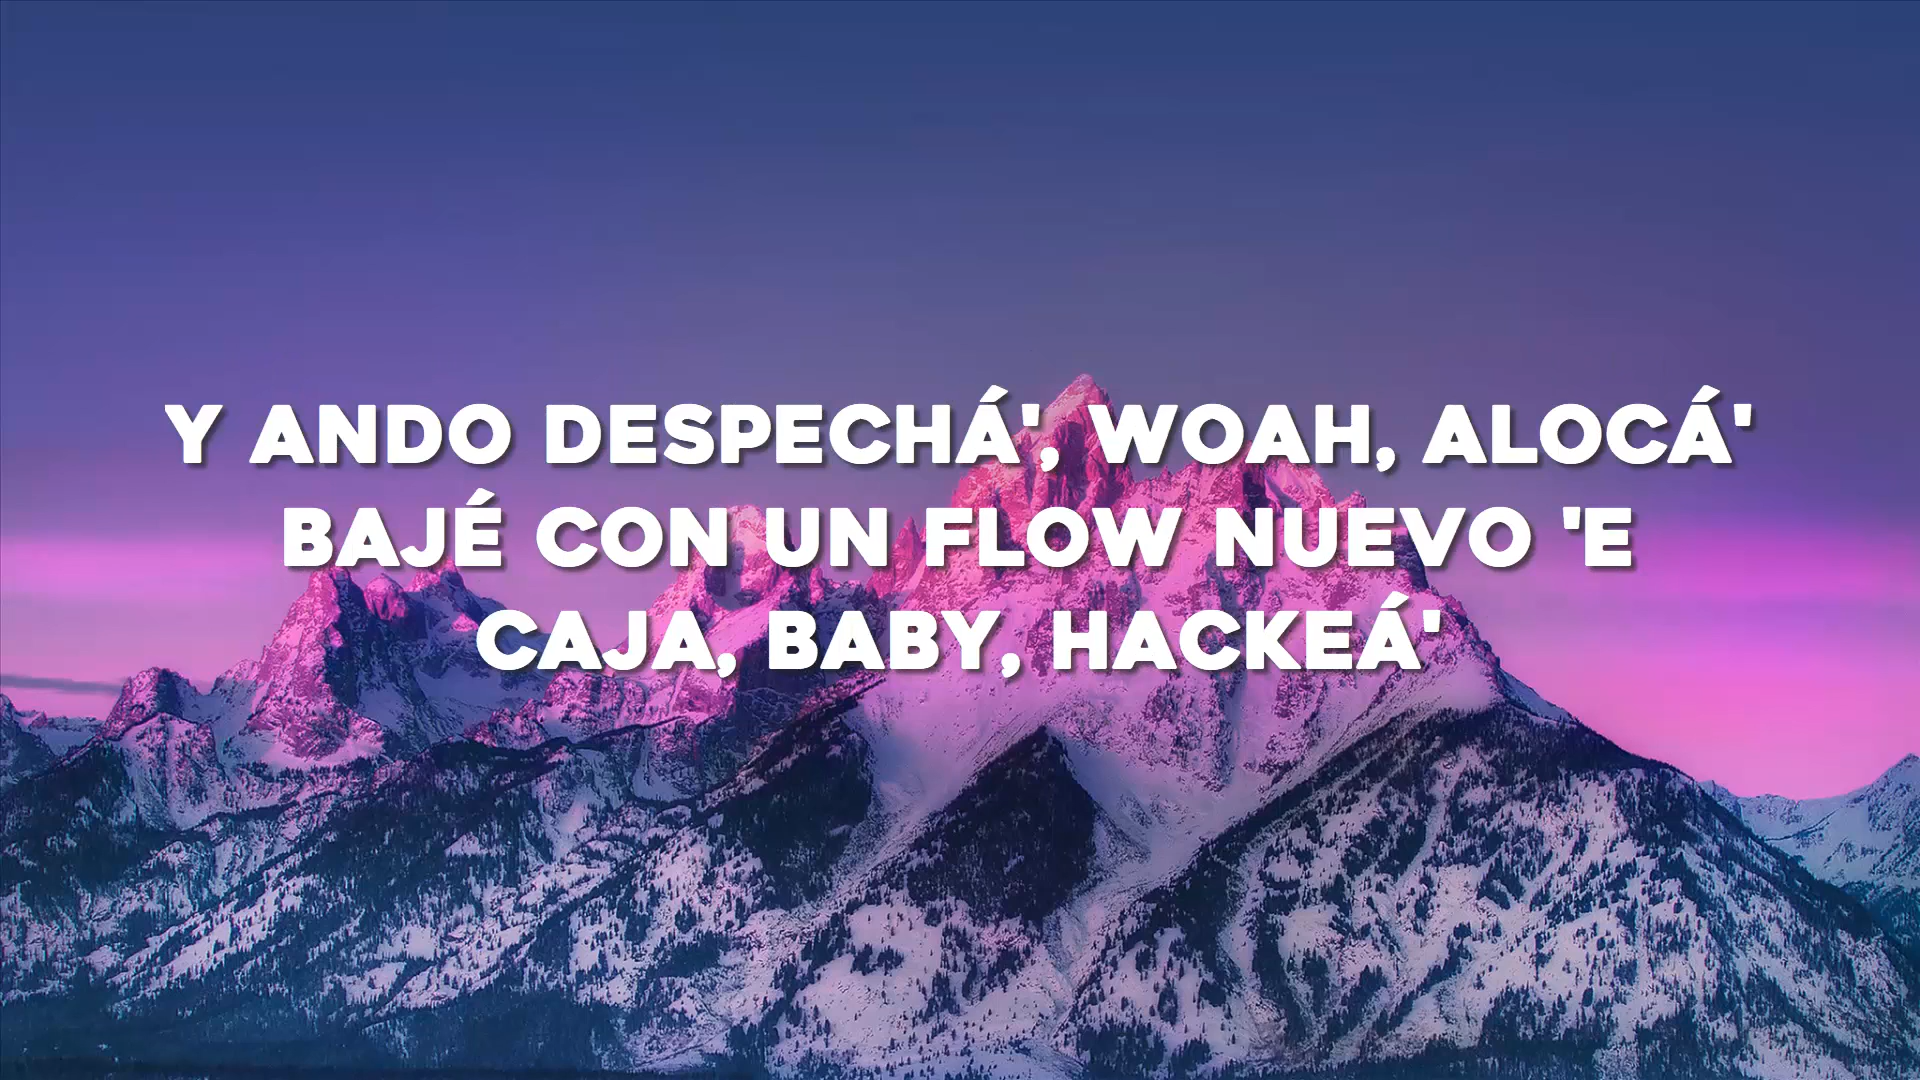 Y ANDO DESPECHÁ', WOAH, ALOCÁ'
BAJÉ CON UN FLOW NUEVO 'E
CAJA, BABY, HACKEÁ'